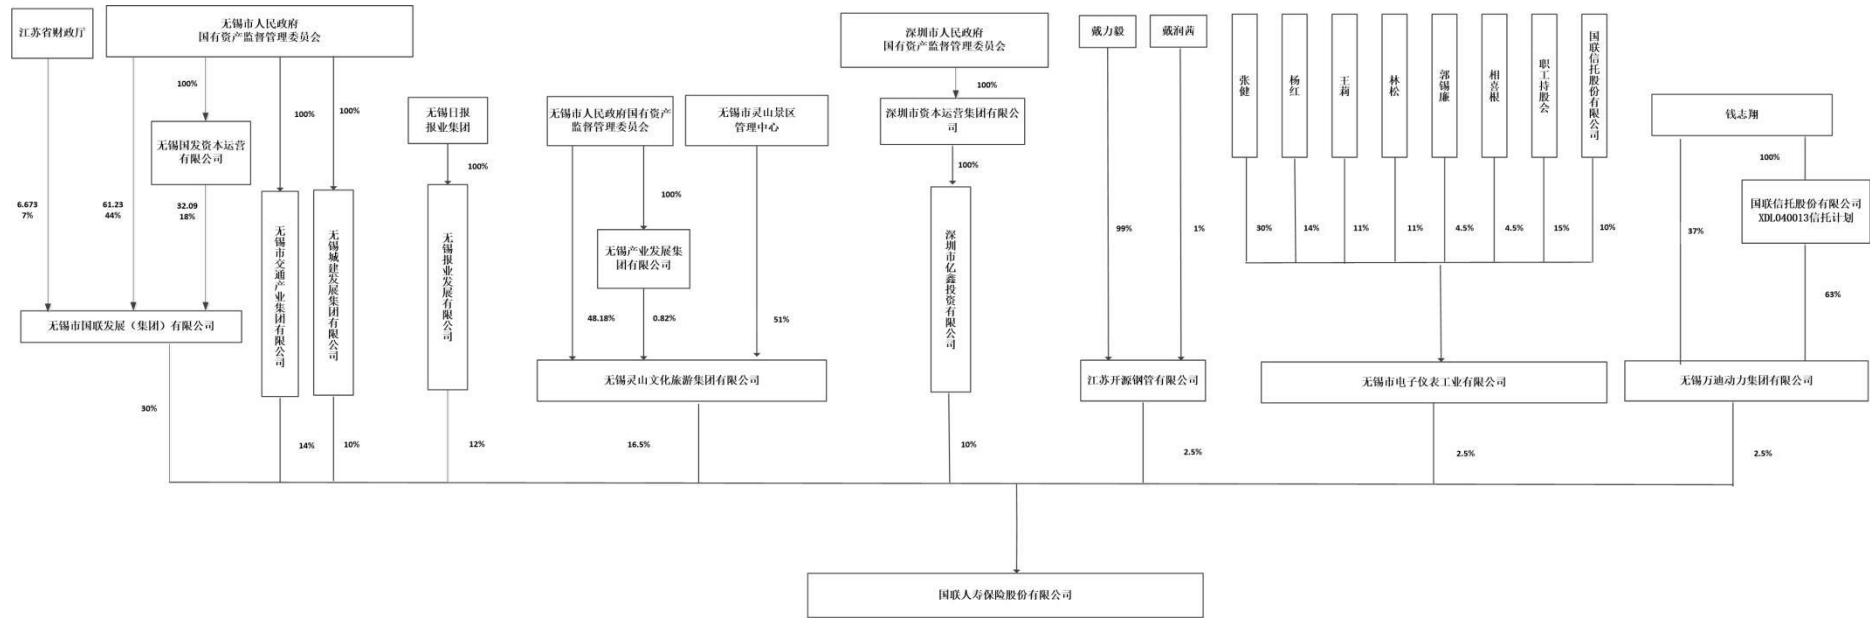 江苏省财政厅
无锡市人民政府
国有资产监督管理委员会
深圳市人民政府
国有资产监督管理委员会
戴力毅
戴润茜
张健
杨红
王莉
林松
郭锡廉
相喜根
职工持股会
国联信托股份有限公司
100%
100%
100%
100%
无锡日报
报业集团
无锡市人民政府国有资产
监督管理委员会
无锡市灵山景区
管理中心
深圳市资本运营集团有限公
司
钱志翔
无锡国发资本运营
有限公司
100%
100%
100%
100%
6.673
7%
61.23
44%
32.09
18%
无锡市交通产业集团有限公司
无锡城建发展集团有限公司
无锡报业发展有限公司
无锡产业发展集
团有限公司
深圳市亿鑫投资有限公司
99%
1%
30%
14%
11%
11%
4.5%
4.5%
15%
10%
37%
国联信托股份有限公司
XDL040013信托计划
63%
48.18%
0.82%
51%
无锡市国联发展（集团）有限公司
无锡灵山文化旅游集团有限公司
江苏开源钢管有限公司
无锡市电子仪表工业有限公司
无锡万迪动力集团有限公司
30%
14%
10%
12%
16.5%
10%
2.5%
2.5%
2.5%
国联人寿保险股份有限公司